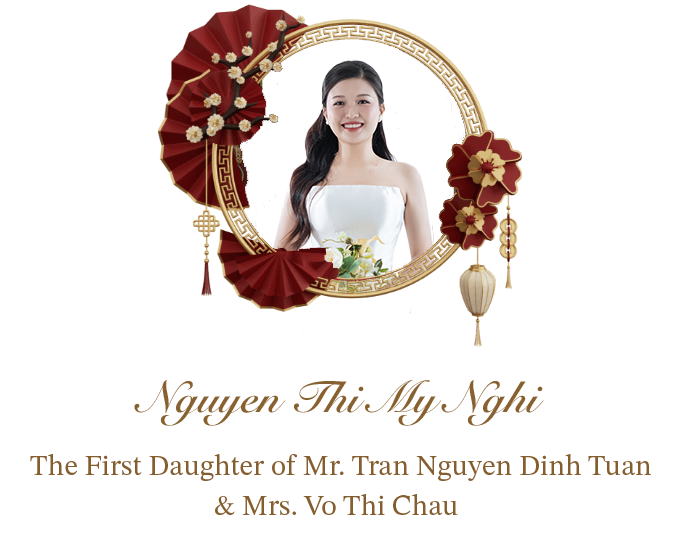 Nguyen Thi My Nghi
The First Daughter of Mr. Tran Nguyen Dinh Tuan
& Mrs. Vo Thi Chau